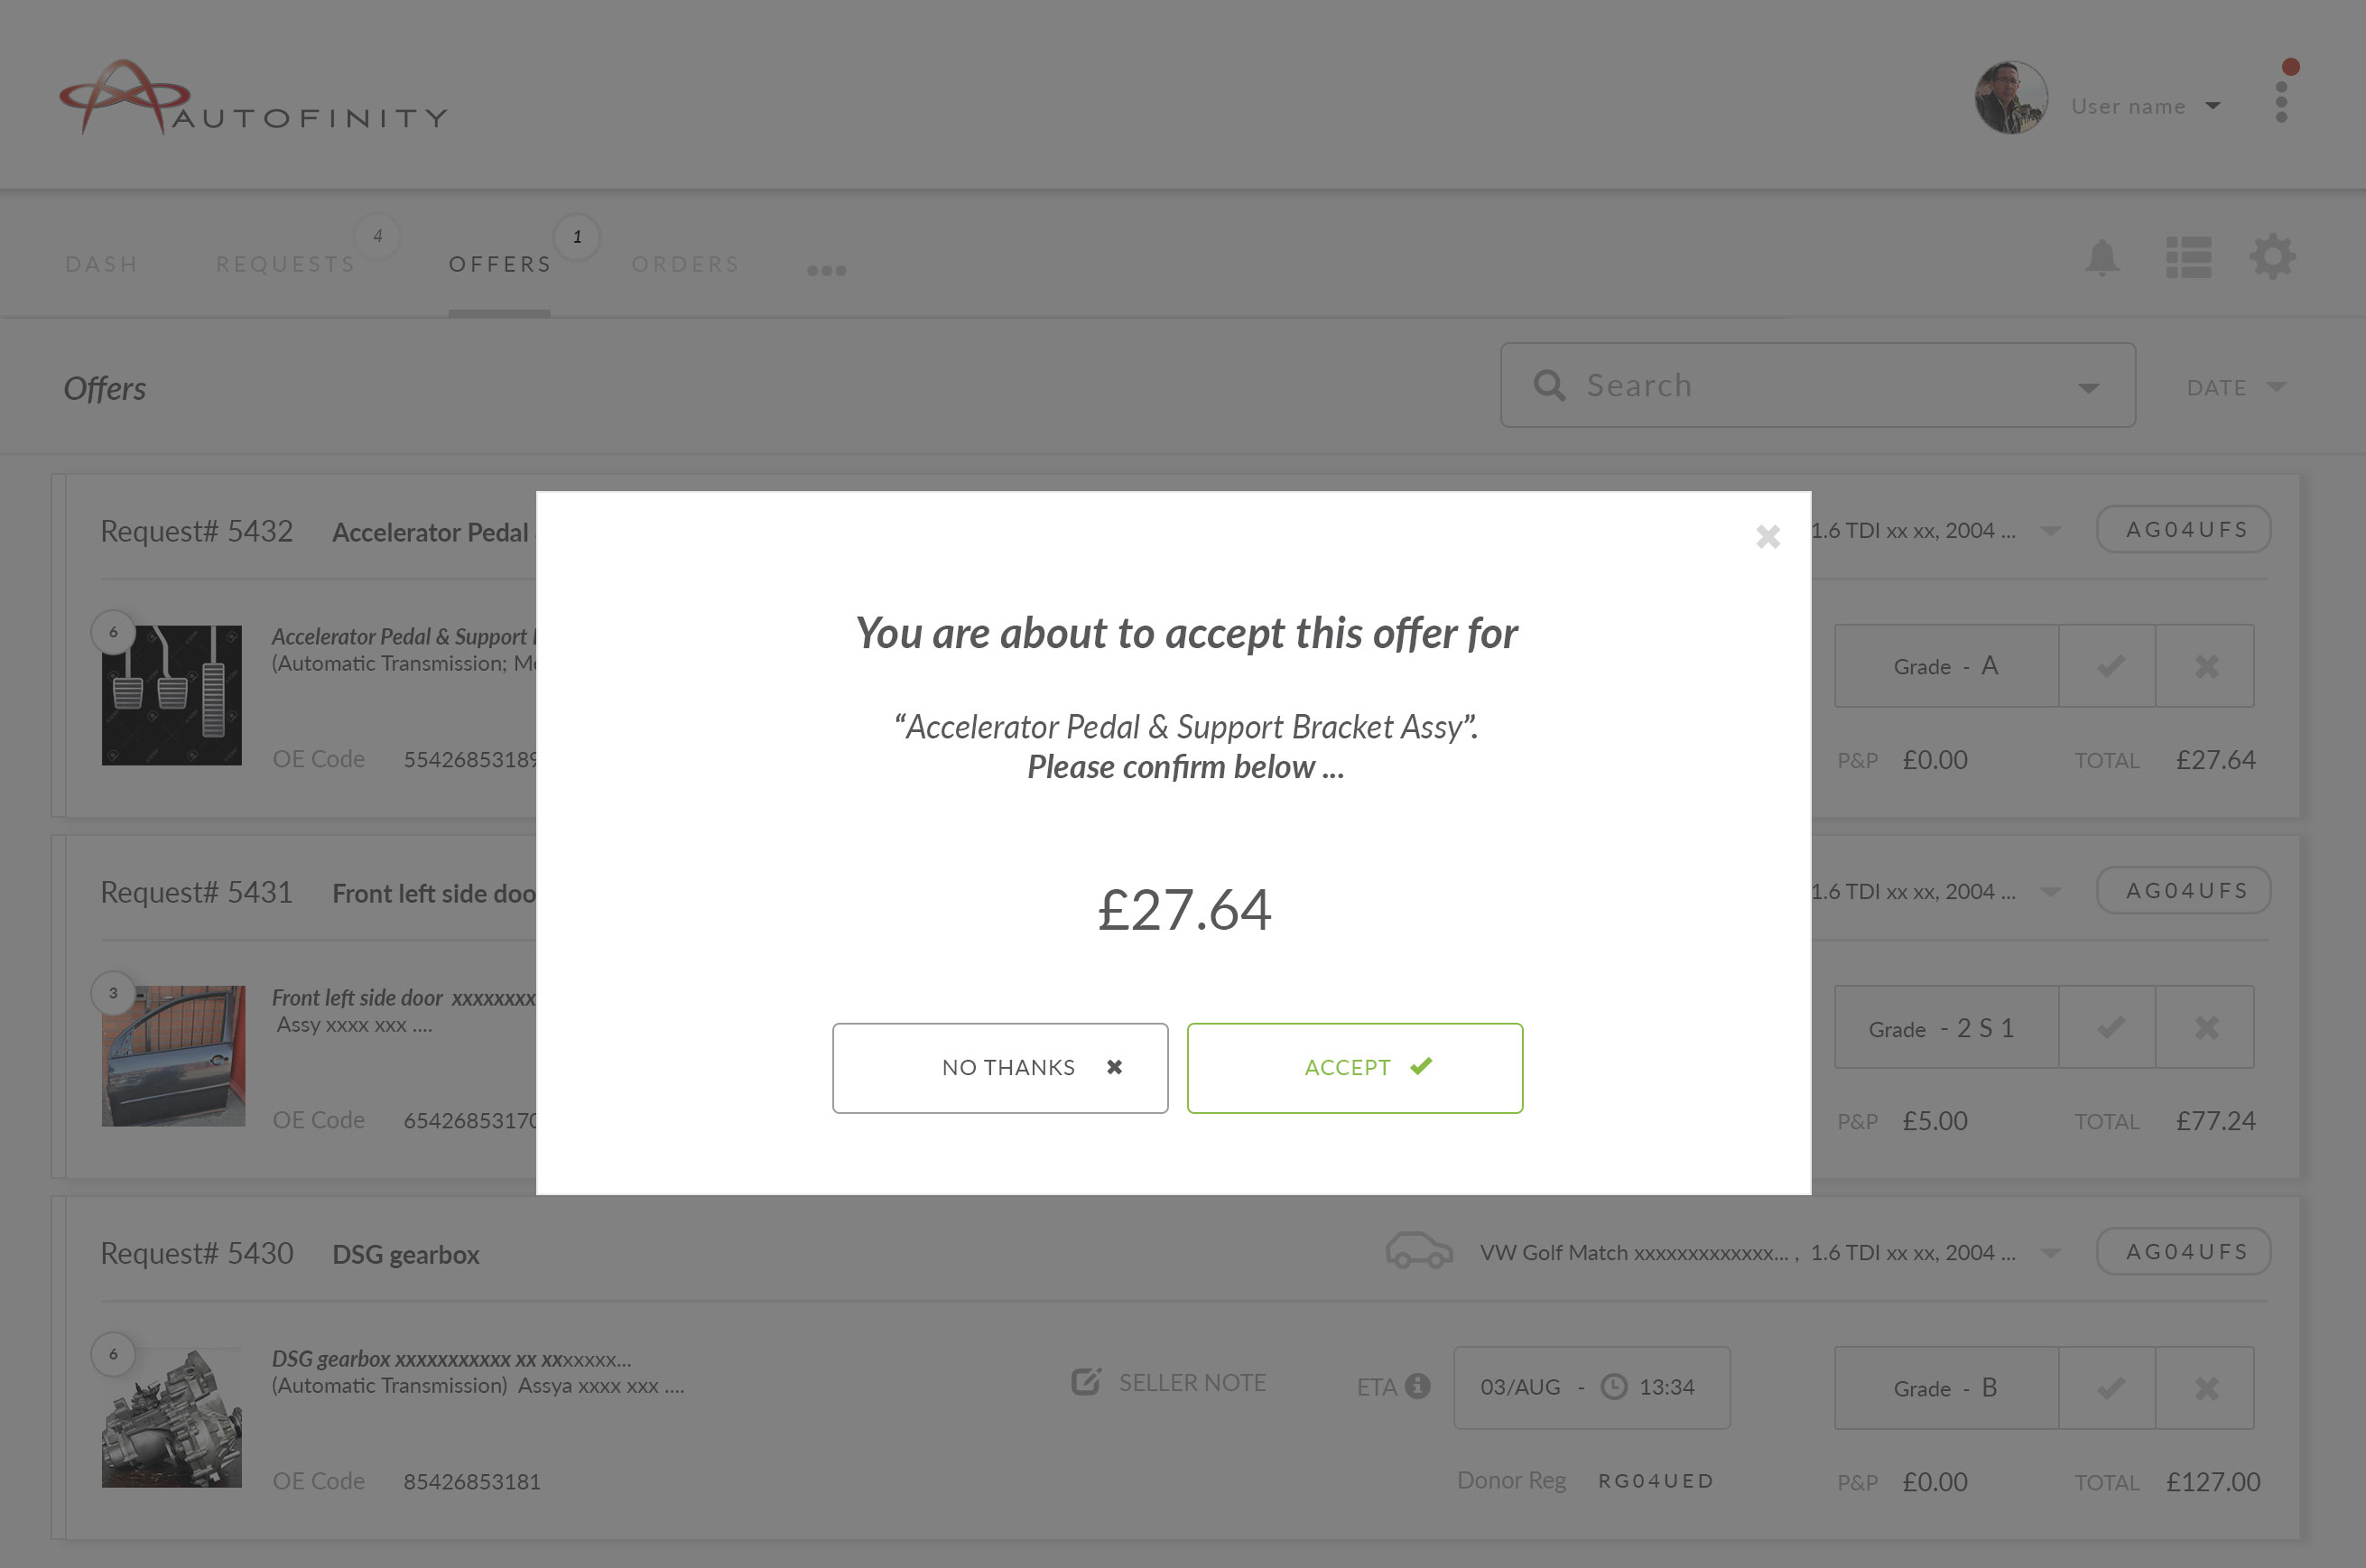 AUTOFINITY
User name
DASH
REQUESTS 4
OFFERS 1
ORDERS
Offers
Search
DATE
Request# 5432 Accelerator Pedal
1.6 TDI xx xx, 2004 ...
AG04UFS
6
Accelerator Pedal & Support
(Automatic Transmission;
Grade - A
OE Code 55426853189
P&P £0.00 TOTAL £27.64
You are about to accept this offer for
“Accelerator Pedal & Support Bracket Assy”.
Please confirm below ...
£27.64
NO THANKS
ACCEPT
Request# 5431 Front left side doo
1.6 TDI xx xx, 2004 ...
AG04UFS
3
Front left side door xxxxxxxx
Assy xxxx xxx ....
Grade - 2 S 1
OE Code 65426853170
P&P £5.00 TOTAL £77.24
Request# 5430 DSG gearbox
VW Golf Match xxxxxxxxxxxxx... , 1.6 TDI xx xx, 2004 ...
AG04UFS
6
DSG gearbox xxxxxxxxxxx xx xxxxxxx...
(Automatic Transmission) Assya xxxx xxx ....
SELLER NOTE
ETA 03/AUG - 13:34
Grade - B
OE Code 85426853181
Donor Reg RG04UED
P&P £0.00 TOTAL £127.00